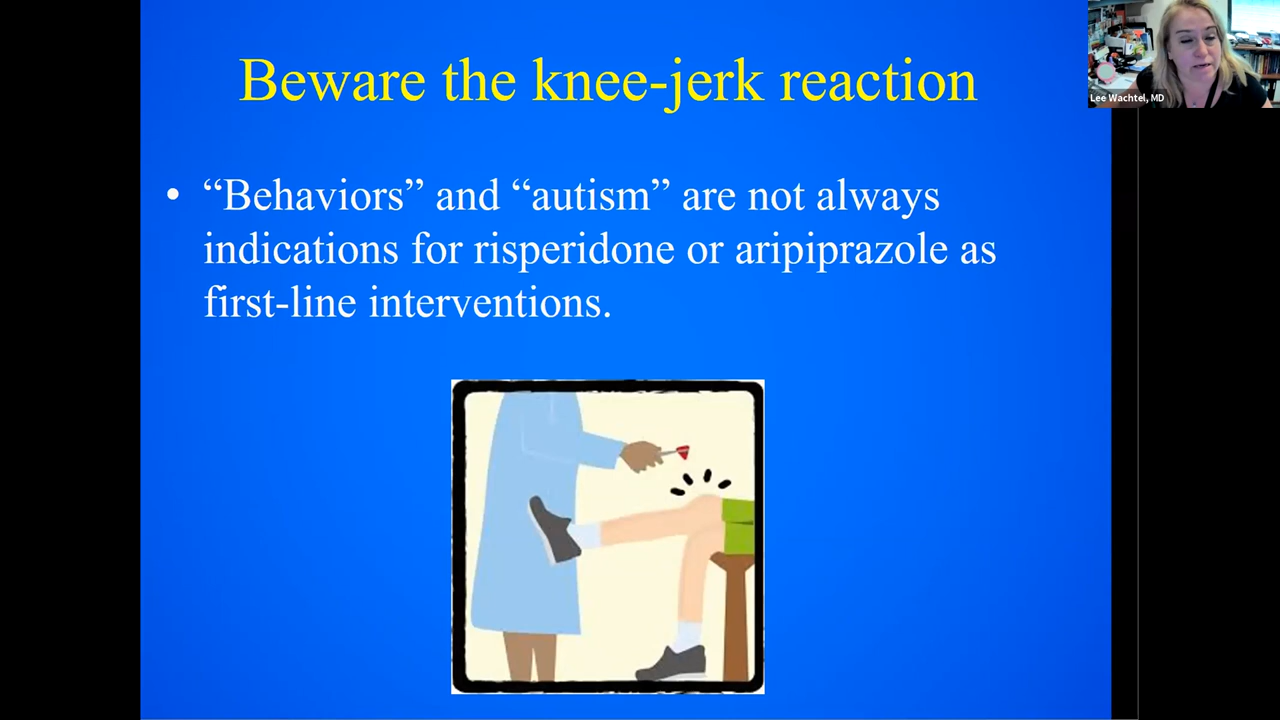 Beware the knee-jerk reaction
Lee Wachtel, MD
• “Behaviors” and “autism” are not always
indications for risperidone or aripiprazole as
first-line interventions.